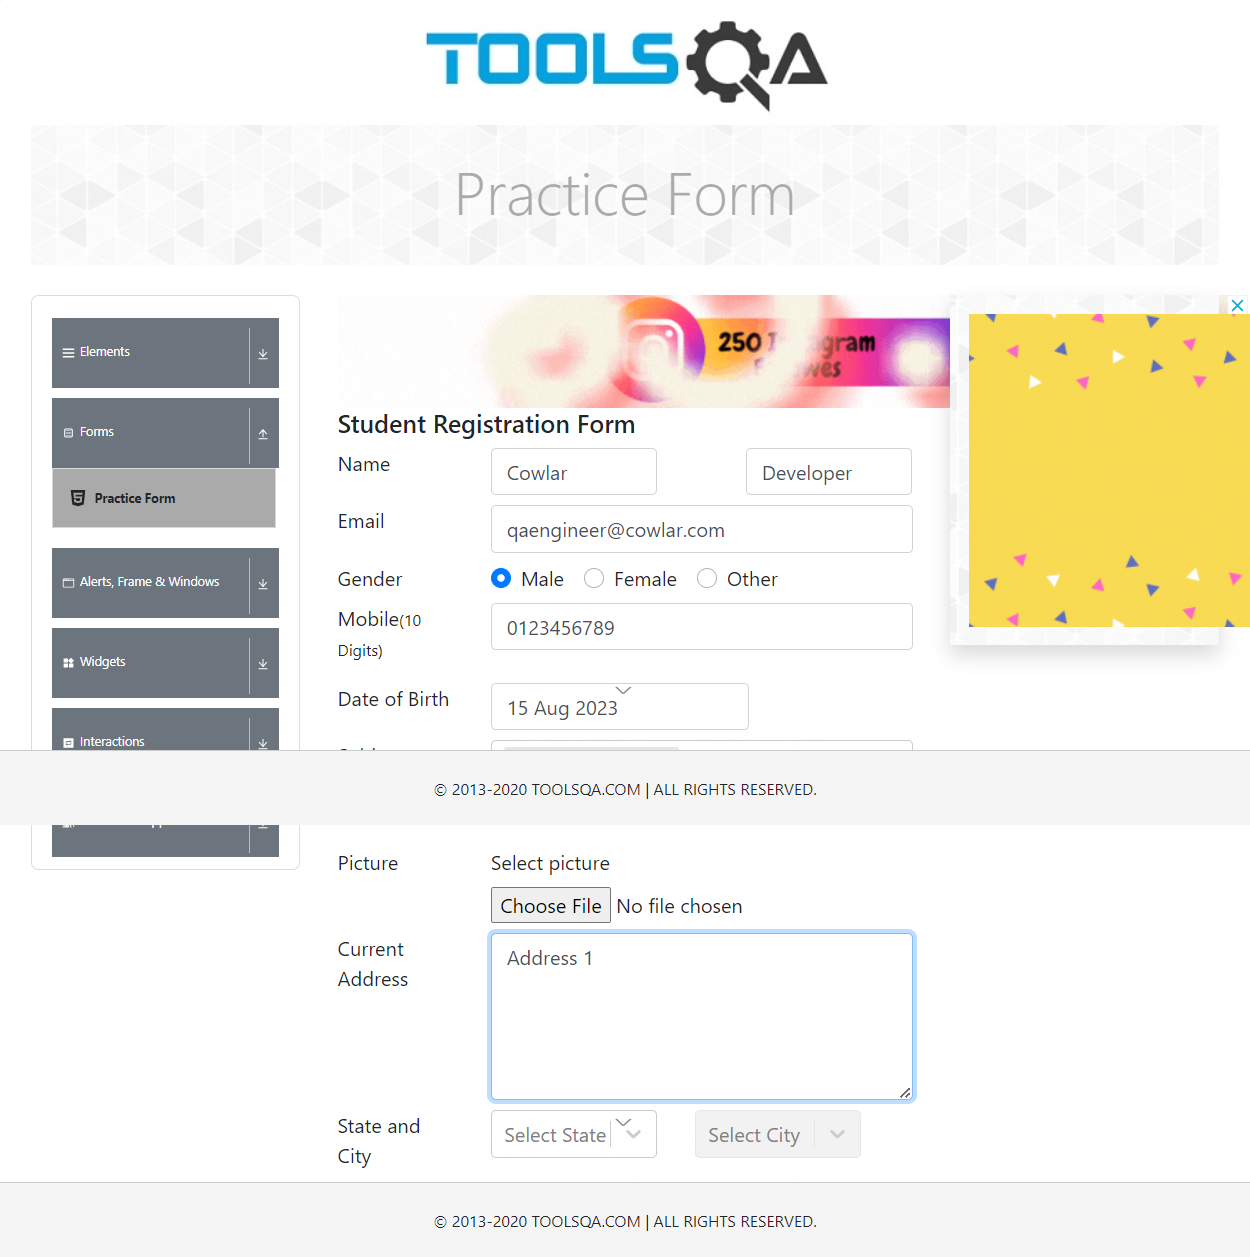 TOOLSQA
Practice Form
Elements
Forms
Practice Form
Alerts, Frame & Windows
Widgets
Interactions
250
Student Registration Form
Name
Cowlar
Developer
Email
qaengineer@cowlar.com
Gender
Male
Female
Other
Mobile(10
Digits)
0123456789
Date of Birth
15 Aug 2023
© 2013-2020 TOOLSQA.COM | ALL RIGHTS RESERVED.
Picture
Select picture
Choose File No file chosen
Current
Address
Address 1
State and
City
Select State
Select City
© 2013-2020 TOOLSQA.COM | ALL RIGHTS RESERVED.